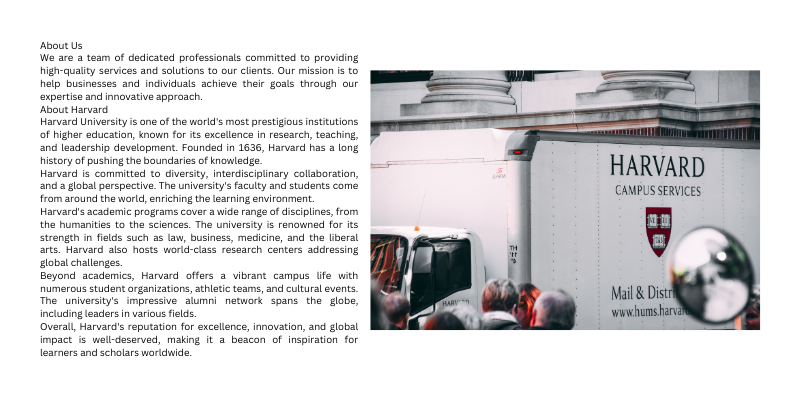 About Us
We are a team of dedicated professionals committed to providing
high-quality services and solutions to our clients. Our mission is to
help businesses and individuals achieve their goals through our
expertise and innovative approach.
About Harvard
Harvard University is one of the world's most prestigious institutions
of higher education, known for its excellence in research, teaching,
and leadership development. Founded in 1636, Harvard has a long
history of pushing the boundaries of knowledge.
Harvard is committed to diversity, interdisciplinary collaboration,
and a global perspective. The university's faculty and students come
from around the world, enriching the learning environment.
Harvard's academic programs cover a wide range of disciplines, from
the humanities to the sciences. The university is renowned for its
strength in fields such as law, business, medicine, and the liberal
arts. Harvard also hosts world-class research centers addressing
global challenges.
Beyond academics, Harvard offers a vibrant campus life with
numerous student organizations, athletic teams, and cultural events.
The university's impressive alumni network spans the globe,
including leaders in various fields.
Overall, Harvard's reputation for excellence, innovation, and global
impact is well-deserved, making it a beacon of inspiration for
learners and scholars worldwide.
HARVARD
CAMPUS SERVICES
Mail &
www.hums.harvar
HARVARD